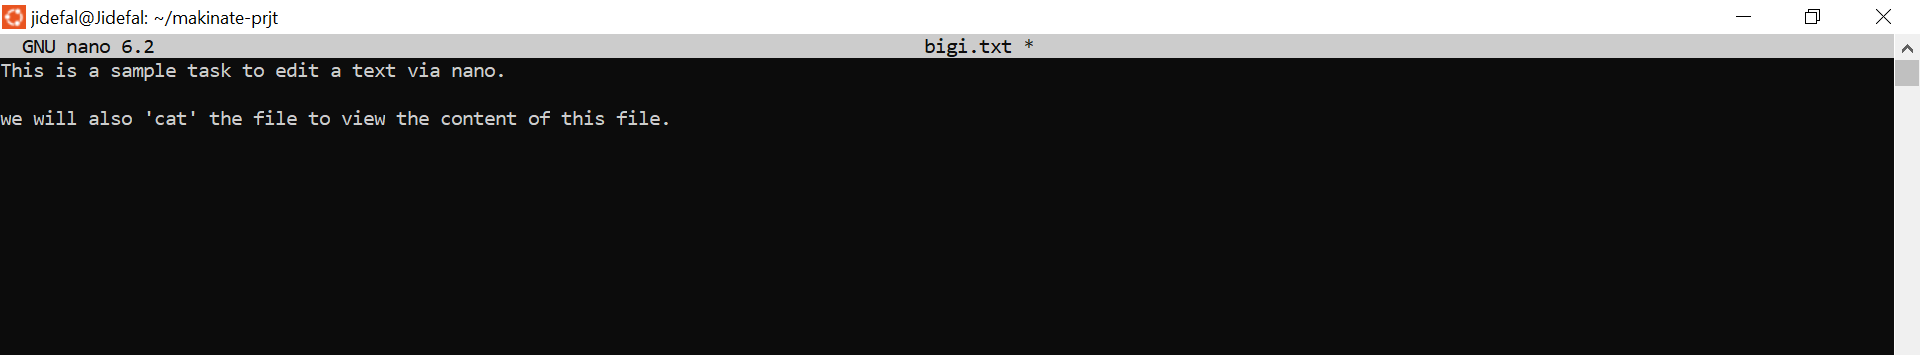 jidefal@Jidefal: ~/makinate-prjt
GNU nano 6.2 bigi.txt *
This is a sample task to edit a text via nano.
we will also 'cat' the file to view the content of this file.